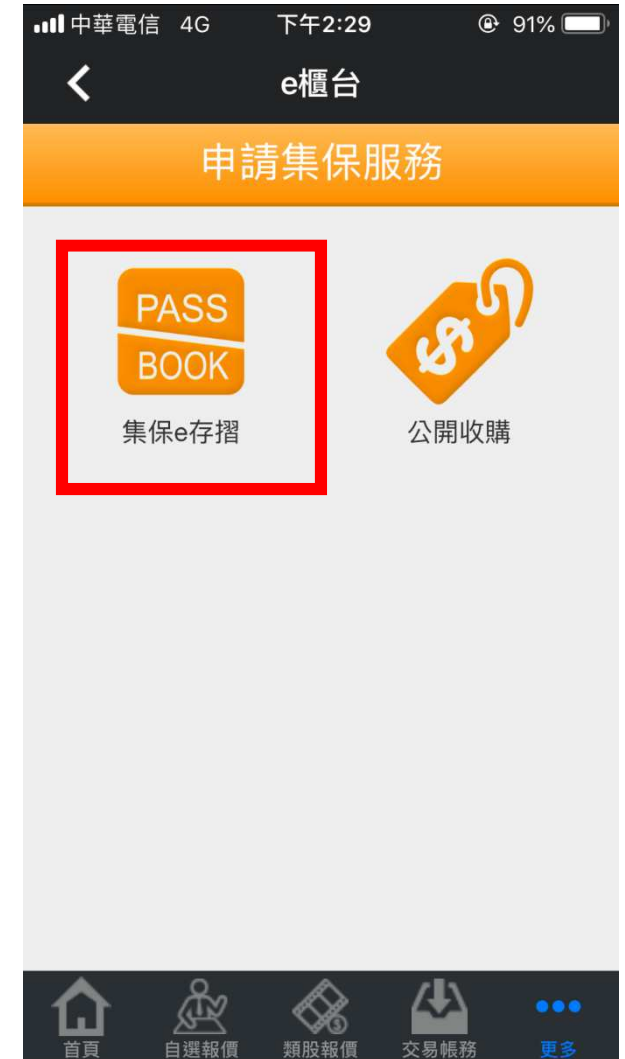 中華電信 4G 下午2:29 91%
e櫃台
申請集保服務
PASS
BOOK
$
集保e存摺 公開收購
首頁 自選報價 類股報價 交易帳務 更多